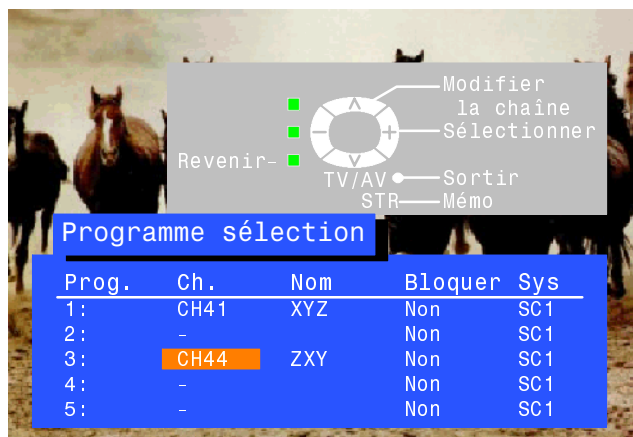 Modifier
la chaîne
Sélectionner
Revenir
TV/AV Sortir
STR Mémo
Programme sélection
Prog. Ch. Nom Bloquer Sys
1: CH41 XYZ Non SC1
2: - Non SC1
3: CH44 ZXY Non SC1
4: - Non SC1
5: - Non SC1